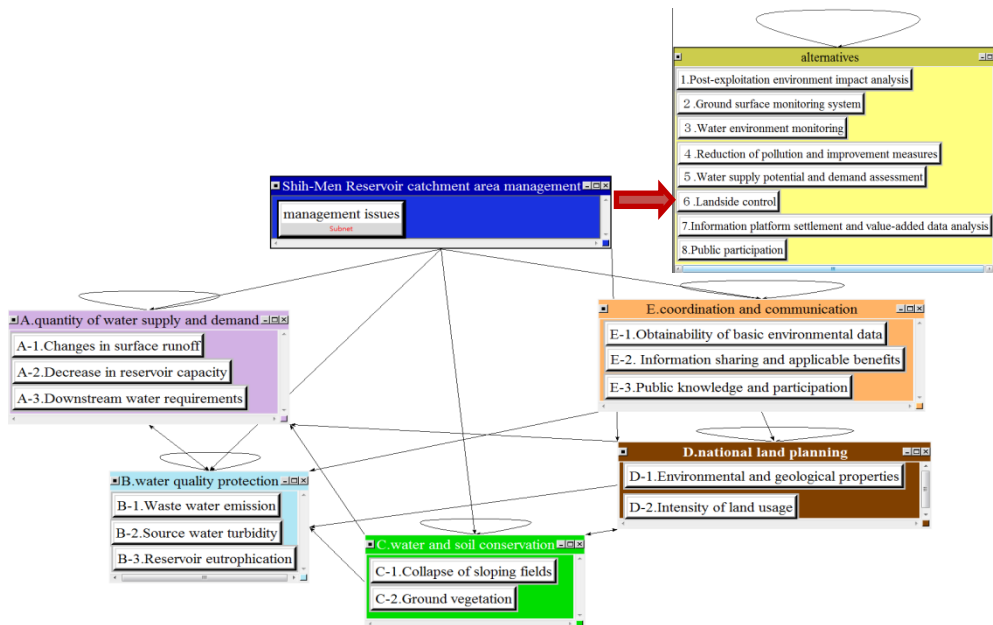 alternatives
1.Post-exploitation environment impact analysis
2.Ground surface monitoring system
3.Water environment monitoring
4.Reduction of pollution and improvement measures
5.Water supply potential and demand assessment
6.Landside control
7.Information platform settlement and value-added data analysis
8.Public participation
Shih-Men Reservoir catchment area management
management issues
Subnet
A.quantity of water supply and demand
A-1.Changes in surface runoff
A-2.Decrease in reservoir capacity
A-3.Downstream water requirements
E.coordination and communication
E-1.Obtainability of basic environmental data
E-2. Information sharing and applicable benefits
E-3.Public knowledge and participation
B.water quality protection
B-1.Waste water emission
B-2.Source water turbidity
B-3.Reservoir eutrophication
D.national land planning
D-1.Environmental and geological properties
D-2.Intensity of land usage
C.water and soil conservation
C-1.Collapse of sloping fields
C-2.Ground vegetation